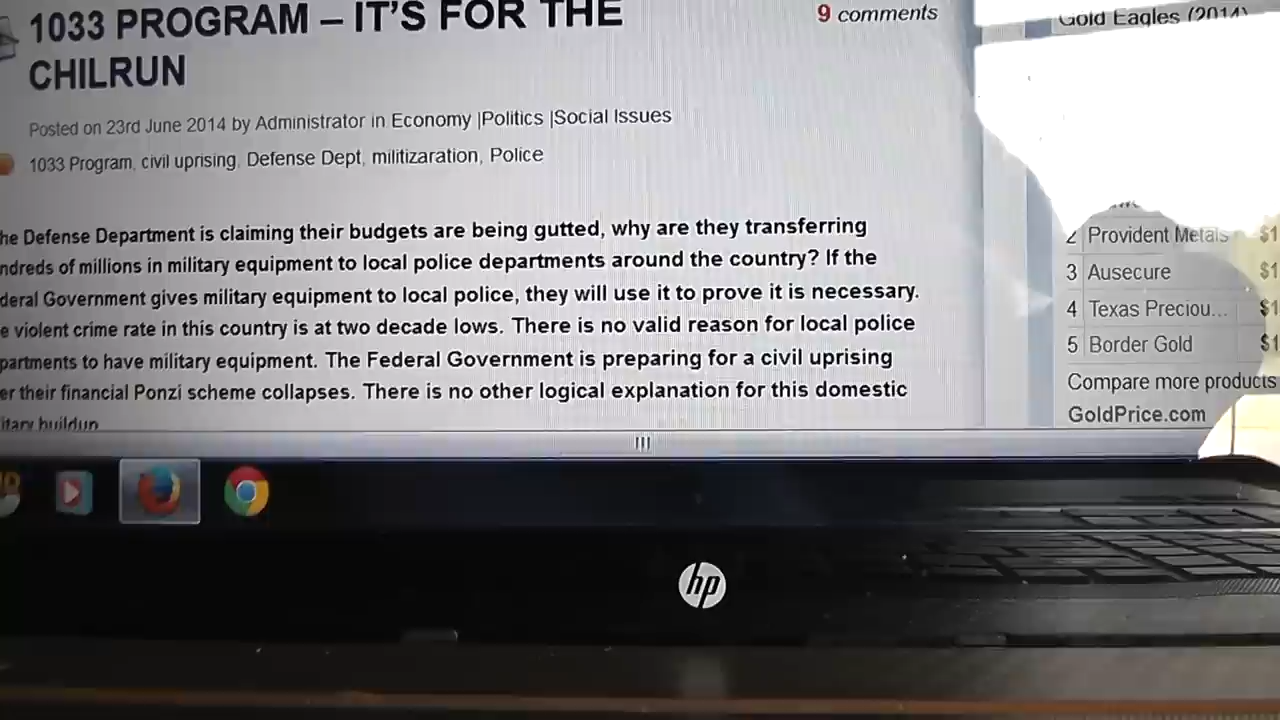 1033 PROGRAM – IT'S FOR THE
CHILRUN
9 comments
Posted on 23rd June 2014 by Administrator in Economy |Politics |Social Issues
1033 Program, civil uprising, Defense Dept, militizaration, Police
he Defense Department is claiming their budgets are being gutted, why are they transferring
ndreds of millions in military equipment to local police departments around the country? If the
deral Government gives military equipment to local police, they will use it to prove it is necessary.
e violent crime rate in this country is at two decade lows. There is no valid reason for local police
partments to have military equipment. The Federal Government is preparing for a civil uprising
er their financial Ponzi scheme collapses. There is no other logical explanation for this domestic
itary buildup
Gold Eagles (2014)
2 Provident Metals $1
3 Ausecure $1
4 Texas Preciou... $1
5 Border Gold $1
Compare more products
GoldPrice.com
hp